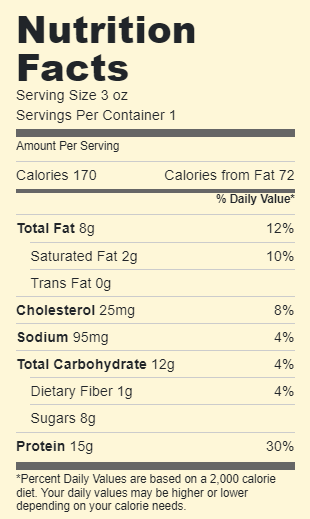 Nutrition
Facts
Serving Size 3 oz
Servings Per Container 1
Amount Per Serving
Calories 170 Calories from Fat 72
% Daily Value*
Total Fat 8g 12%
Saturated Fat 2g 10%
Trans Fat 0g
Cholesterol 25mg 8%
Sodium 95mg 4%
Total Carbohydrate 12g 4%
Dietary Fiber 1g 4%
Sugars 8g
Protein 15g 30%
*Percent Daily Values are based on a 2,000 calorie
diet. Your daily values may be higher or lower
depending on your calorie needs.